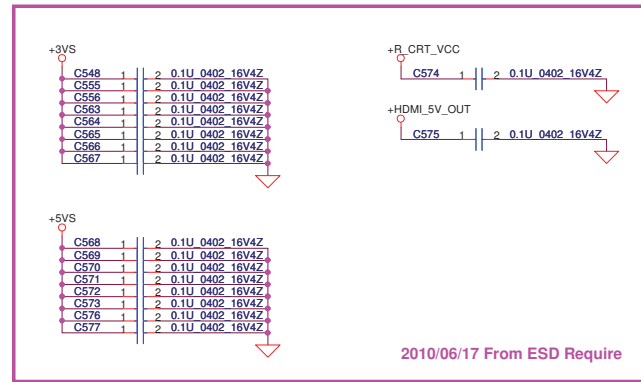 +3VS
C548 1 2 0.1U_0402_16V4Z
C555 1 2 0.1U_0402_16V4Z
C556 1 2 0.1U_0402_16V4Z
C563 1 2 0.1U_0402_16V4Z
C564 1 2 0.1U_0402_16V4Z
C565 1 2 0.1U_0402_16V4Z
C566 1 2 0.1U_0402_16V4Z
C567 1 2 0.1U_0402_16V4Z
+R_CRT_VCC
C574 1 2 0.1U_0402_16V4Z
+HDMI_5V_OUT
C575 1 2 0.1U_0402_16V4Z
+5VS
C568 1 2 0.1U_0402_16V4Z
C569 1 2 0.1U_0402_16V4Z
C570 1 2 0.1U_0402_16V4Z
C571 1 2 0.1U_0402_16V4Z
C572 1 2 0.1U_0402_16V4Z
C573 1 2 0.1U_0402_16V4Z
C576 1 2 0.1U_0402_16V4Z
C577 1 2 0.1U_0402_16V4Z
2010/06/17 From ESD Require